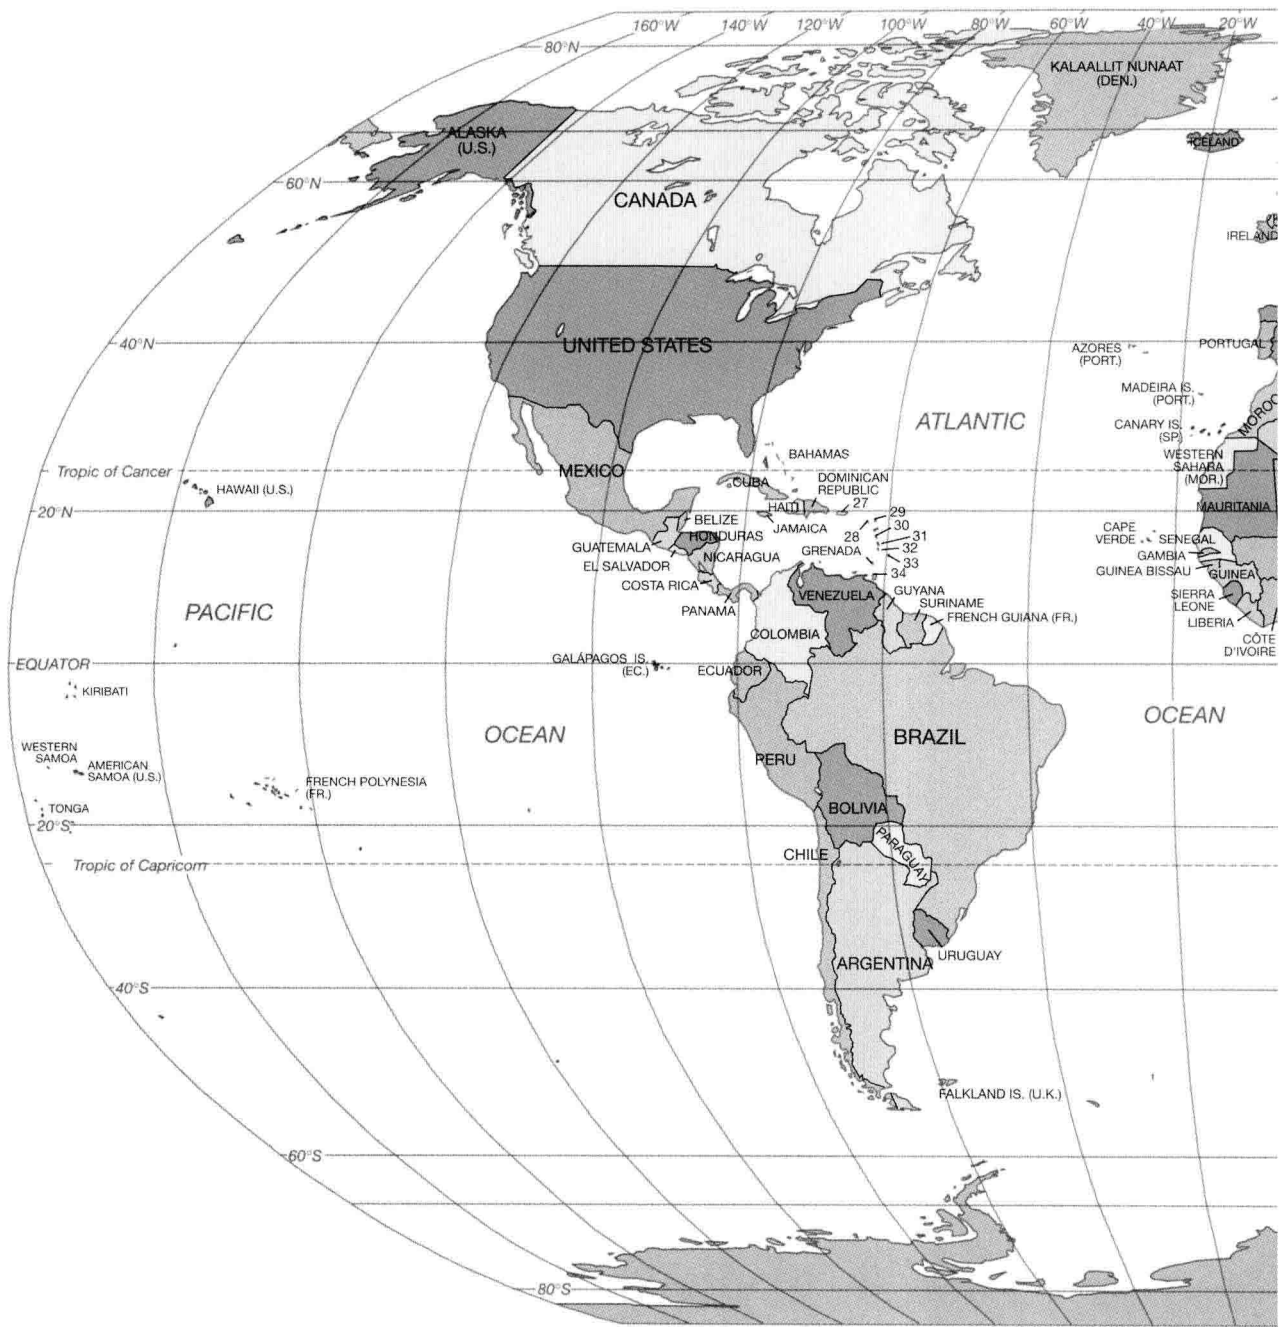 160°W 140°W 120°W 100°W 80°W 60°W 40°W 20°W
80°N
KALAALLIT NUNAAT
(DEN.)
ALASKA
(U.S.)
ICELAND
60°N
CANADA
IRELAND
40°N
UNITED STATES
AZORES
(PORT.)
PORTUGAL
MADEIRA IS.
(PORT.)
ATLANTIC
CANARY IS.
(SP.)
MOROC
Tropic of Cancer
MEXICO
BAHAMAS
WESTERN
SAHARA
(MOR.)
HAWAII (U.S.)
CUBA
DOMINICAN
REPUBLIC
27
HAITI
20°N
MAURITANIA
BELIZE
JAMAICA
29
30
28
31
32
33
34
HONDURAS
GUATEMALA
NICARAGUA
EL SALVADOR
GRENADA
COSTA RICA
PANAMA
CAPE
VERDE
SENEGAL
GAMBIA
GUINEA BISSAU
GUINEA
SIERRA
LEONE
LIBERIA
CÔTE
D'IVOIRE
PACIFIC
VENEZUELA
GUYANA
SURINAME
FRENCH GUIANA (FR.)
COLOMBIA
EQUATOR
GALÁPAGOS IS.
(EC.)
ECUADOR
KIRIBATI
OCEAN
OCEAN
BRAZIL
WESTERN
SAMOA
AMERICAN
SAMOA (U.S.)
PERU
FRENCH POLYNESIA
(FR.)
TONGA
BOLIVIA
20°S
PARAGUAY
CHILE
Tropic of Capricorn
URUGUAY
ARGENTINA
40°S
FALKLAND IS. (U.K.)
60°S
80°S